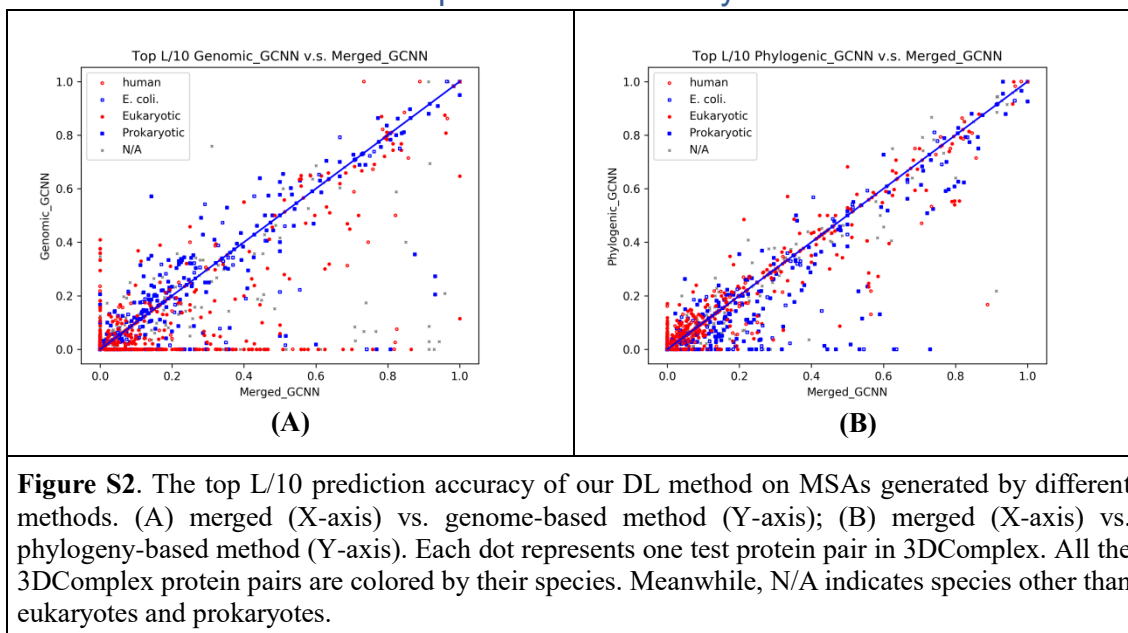 Top L/10 Genomic_GCNN v.s. Merged_GCNN
1.0
0.8
0.6
0.4
0.2
0.0
Genomic_GCNN
human
E. coli.
Eukaryotic
Prokaryotic
N/A
0.0 0.2 0.4 0.6 0.8 1.0
Merged_GCNN
(A)
Top L/10 Phylogenic_GCNN v.s. Merged_GCNN
1.0
0.8
0.6
0.4
0.2
0.0
Phylogenic_GCNN
human
E. coli.
Eukaryotic
Prokaryotic
N/A
0.0 0.2 0.4 0.6 0.8 1.0
Merged_GCNN
(B)
Figure S2. The top L/10 prediction accuracy of our DL method on MSAs generated by different
methods. (A) merged (X-axis) vs. genome-based method (Y-axis); (B) merged (X-axis) vs.
phylogeny-based method (Y-axis). Each dot represents one test protein pair in 3DComplex. All the
3DComplex protein pairs are colored by their species. Meanwhile, N/A indicates species other than
eukaryotes and prokaryotes.